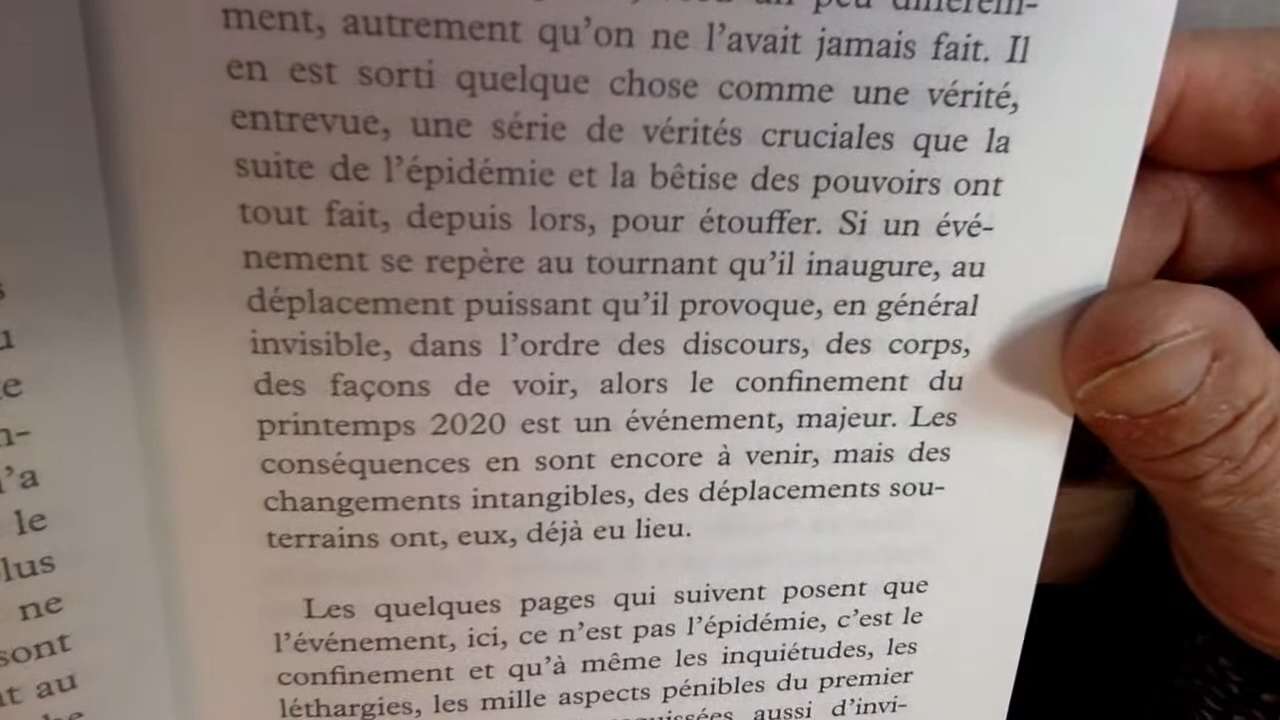 ment, autrement qu’on ne l’avait jamais fait. Il
en est sorti quelque chose comme une vérité,
entrevue, une série de vérités cruciales que la
suite de l’épidémie et la bêtise des pouvoirs ont
tout fait, depuis lors, pour étouffer. Si un évé-
nement se repère au tournant qu’il inaugure, au
déplacement puissant qu’il provoque, en général
invisible, dans l’ordre des discours, des corps,
des façons de voir, alors le confinement du
printemps 2020 est un événement, majeur. Les
conséquences en sont encore à venir, mais des
changements intangibles, des déplacements sou-
terrains ont, eux, déjà eu lieu.
Les quelques pages qui suivent posent que
l’événement, ici, ce n’est pas l’épidémie, c’est le
confinement et qu’à même les inquiétudes, les
léthargies, les mille aspects pénibles du premier
aussi d’invi-